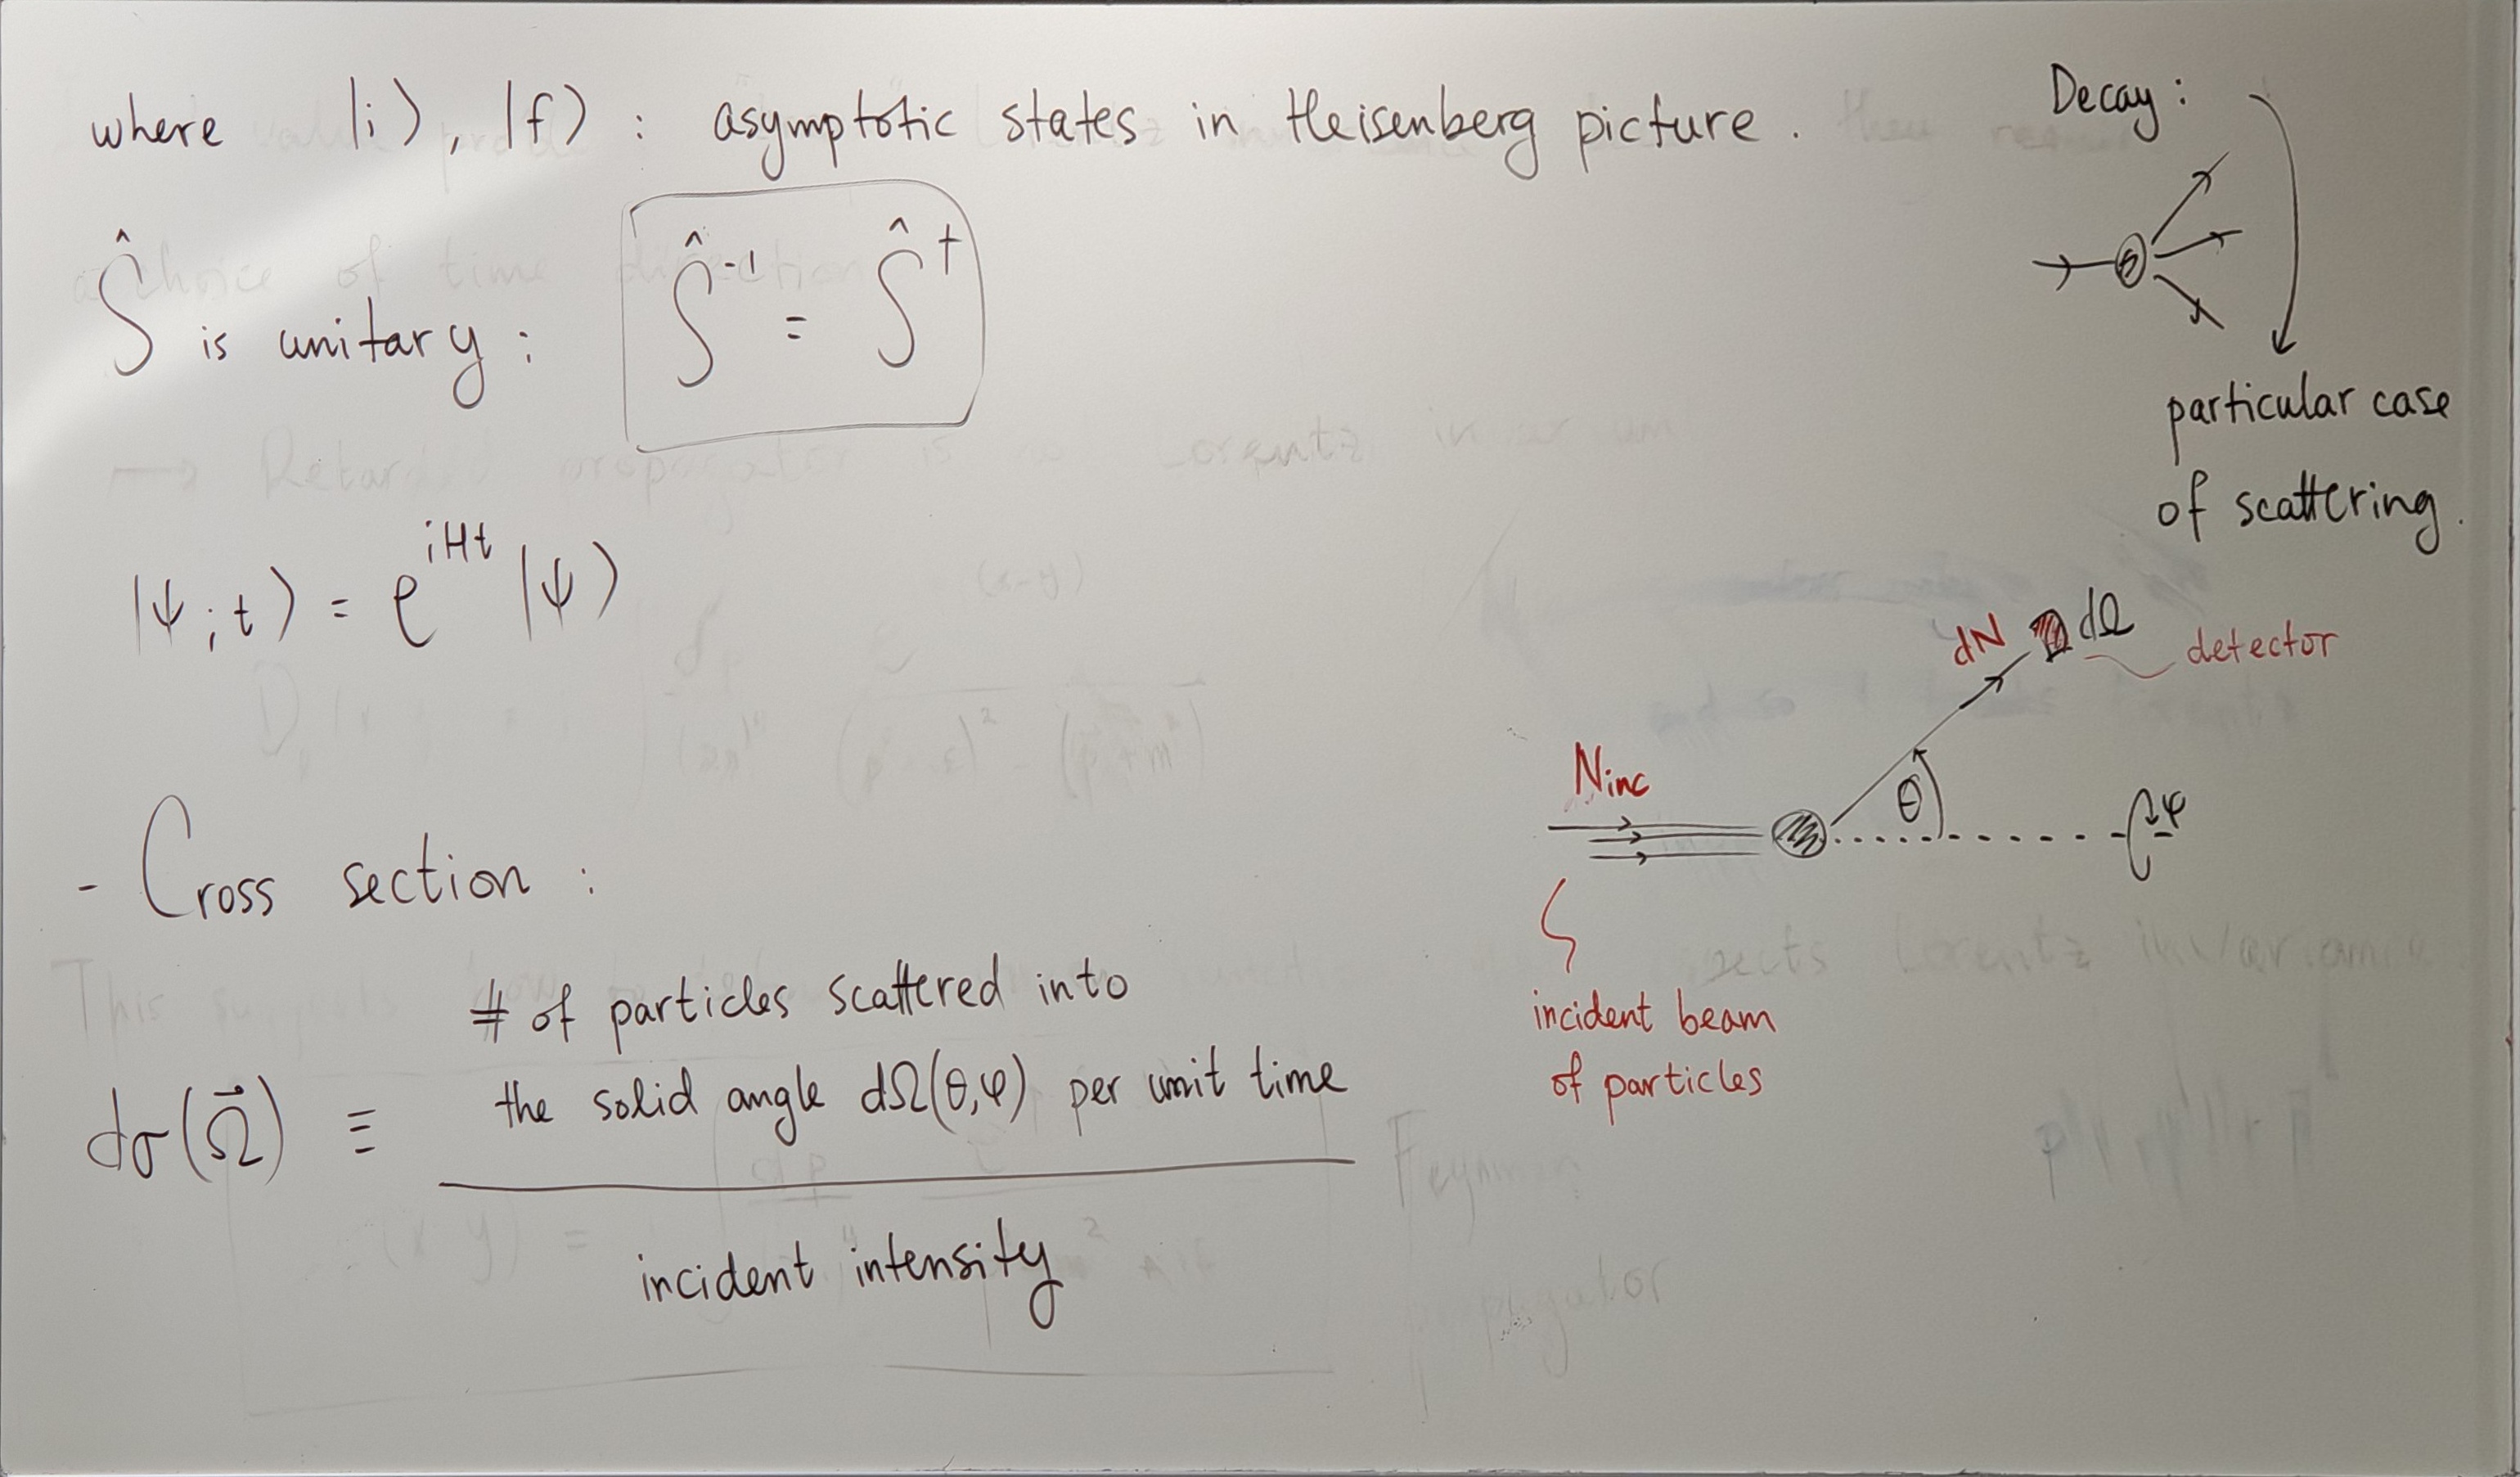 where |i⟩, |f⟩ : asymptotic states in Heisenberg picture.
Ŝ is unitary : Ŝ⁻¹ = Ŝ†
|ψ;t⟩ = e^{iHt} |ψ⟩
- Cross section :
# of particles scattered into
the solid angle dΩ(θ,φ) per unit time
dσ(Ω⃗) ≡
incident intensity
Decay :
particular case
of scattering.
dN dΩ
detector
Ninc
θ
φ
incident beam
of particles